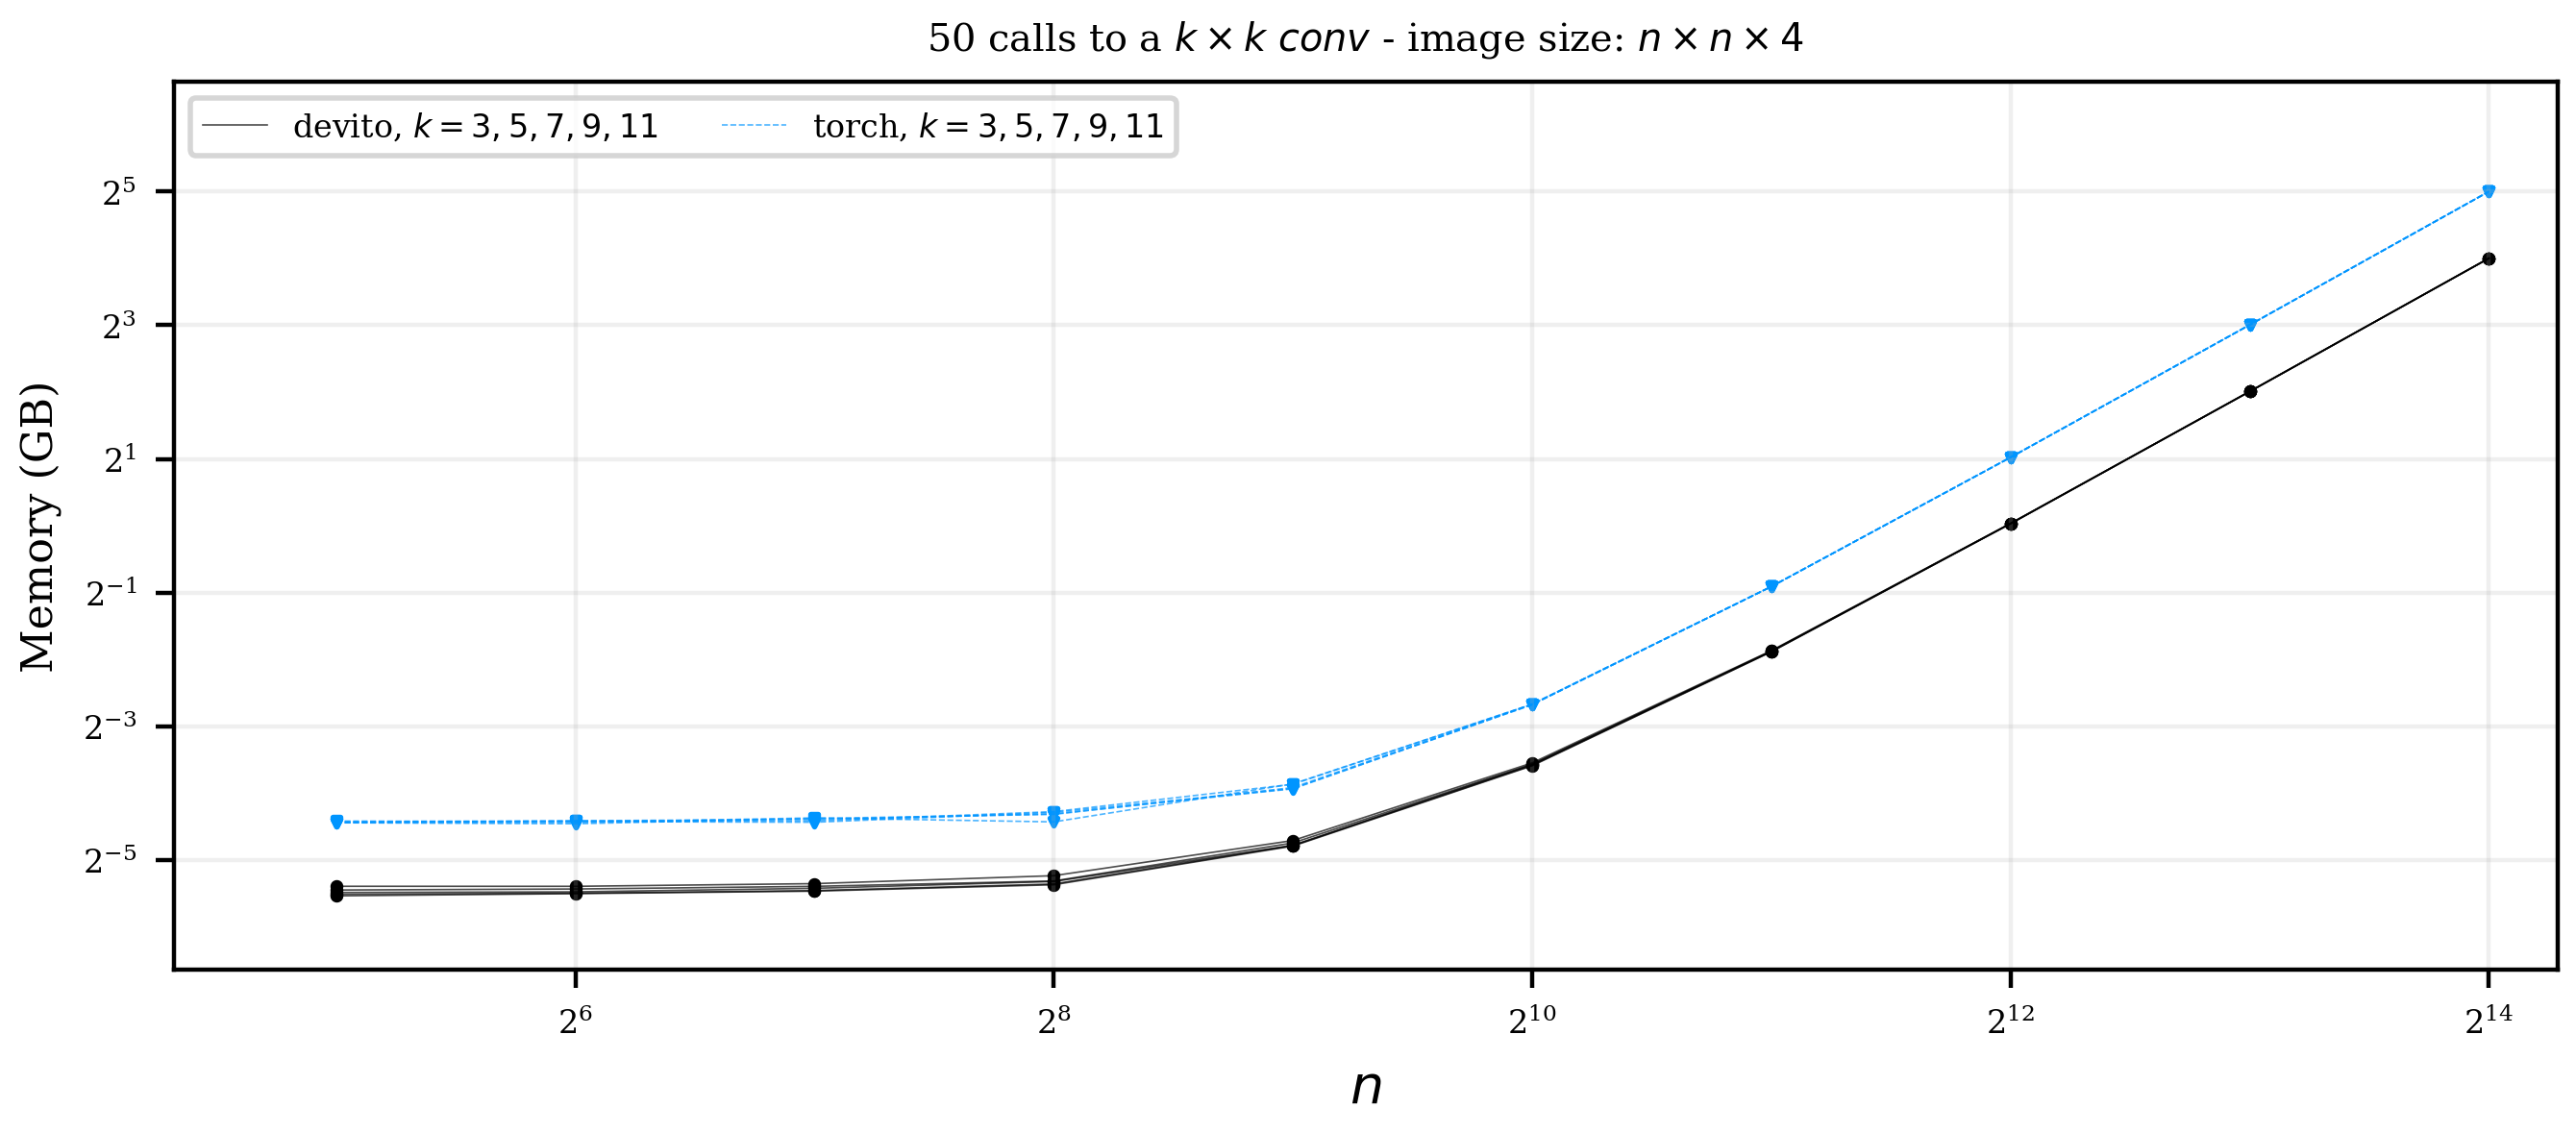 50 calls to a k × k conv - image size: n × n × 4
devito, k = 3, 5, 7, 9, 11
torch, k = 3, 5, 7, 9, 11
Memory (GB)
2⁵
2³
2¹
2⁻¹
2⁻³
2⁻⁵
2⁶ 2⁸ 2¹⁰ 2¹² 2¹⁴
n